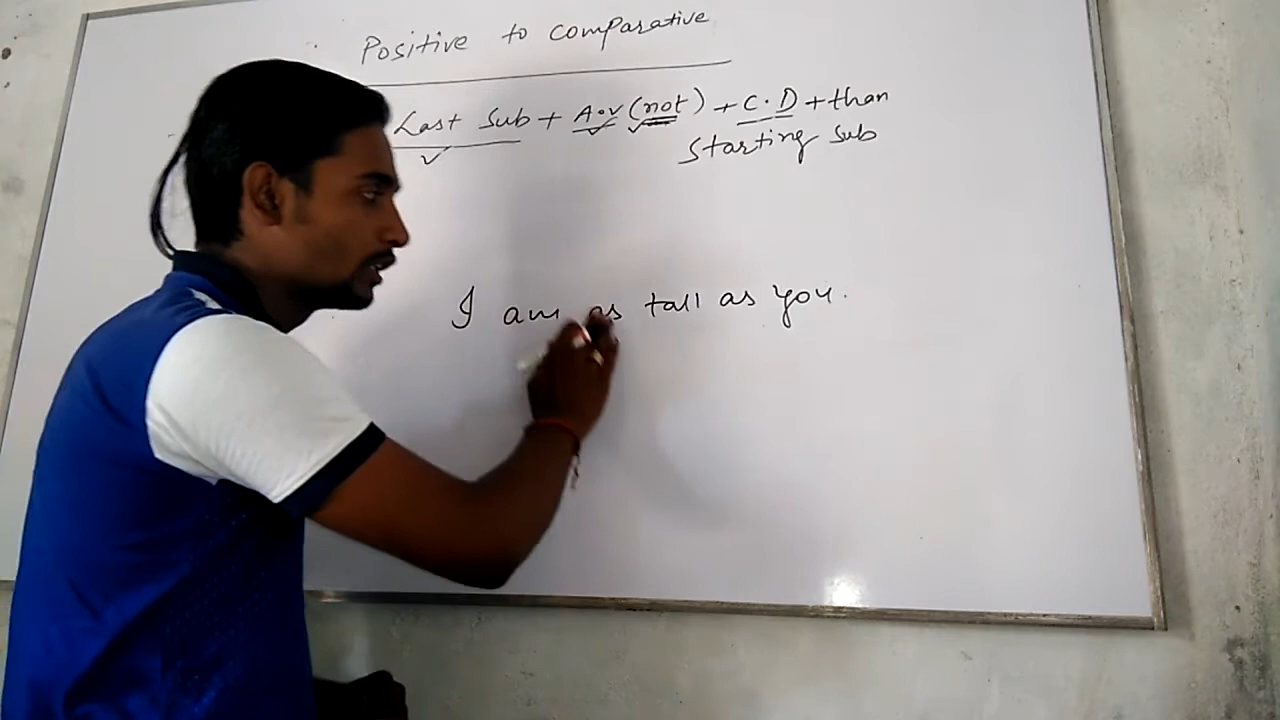 Positive to comparative
Last Sub + A.V (not) + C.D + than
Starting Sub
I am as tall as you.